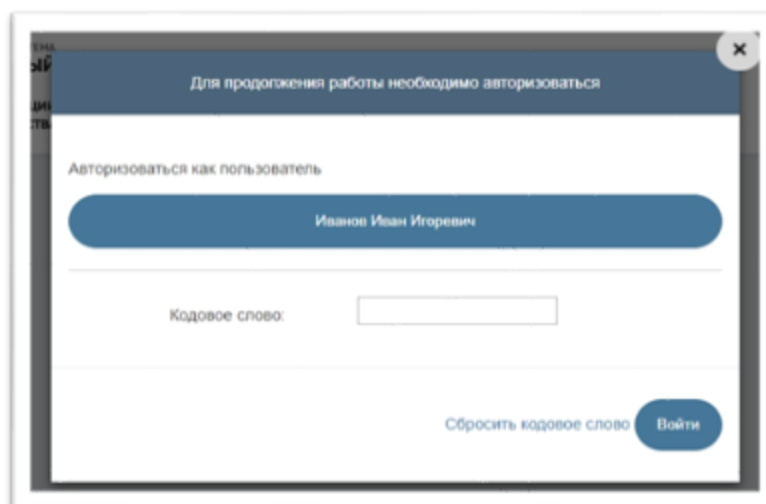 Для продолжения работы необходимо авторизоваться
Авторизоваться как пользователь
Иванов Иван Игоревич
Кодовое слово:
Сбросить кодовое слово Войти